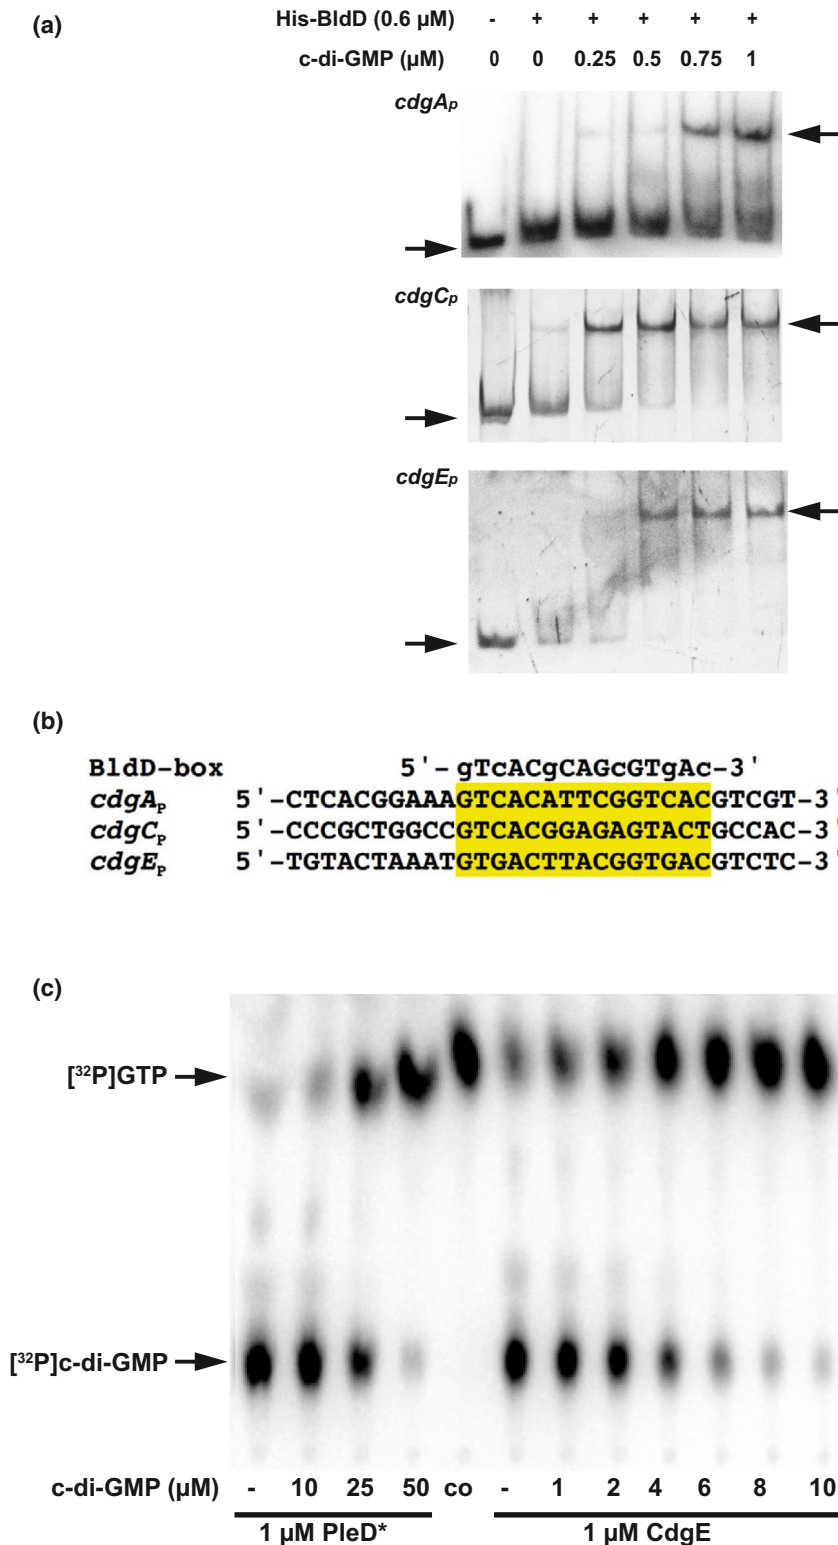 (a)
His-BldD (0.6 µM) - + + + + +
c-di-GMP (µM) 0 0 0.25 0.5 0.75 1
cdgAp
cdgCp
cdgEp
(b)
BldD-box 5'-gTcACgCAGcGTgAc-3'
cdgAP 5'-CTCACGGAAAGTCACATTCGGTCACGTCGT-3'
cdgCP 5'-CCCGCTGGCCGTCACGGAGAGTACTGCCAC-3'
cdgEP 5'-TGTACTAAATGTGACTTACGGTGACGTCTC-3'
(c)
[32P]GTP
[32P]c-di-GMP
c-di-GMP (µM) - 10 25 50 co - 1 2 4 6 8 10
1 µM PleD* 1 µM CdgE